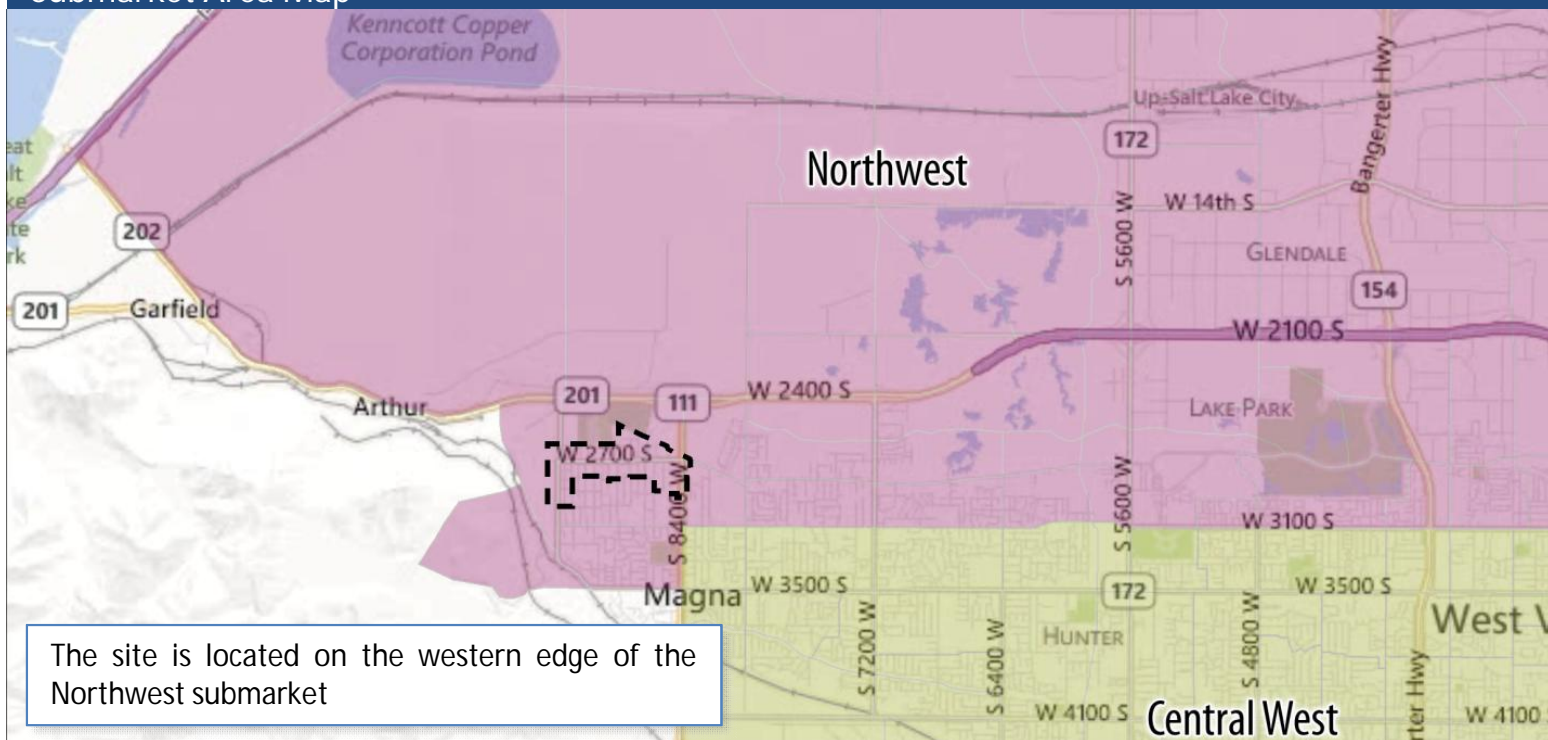 Submarket Area Map
Kenncott Copper
Corporation Pond
Up-Salt Lake City
Bangerter Hwy
172
Northwest
W 14th S
S 5600 W
GLENDALE
202
154
201
Garfield
W 2100 S
201
111
W 2400 S
Arthur
LAKE PARK
W 2700 S
S 8400 W
S 5600 W
W 3100 S
Magna
W 3500 S
172
W 3500 S
S 7200 W
S 6400 W
HUNTER
S 4800 W
West V
The site is located on the western edge of the
Northwest submarket
W 4100 S
Central West
rter Hwy
W 4100